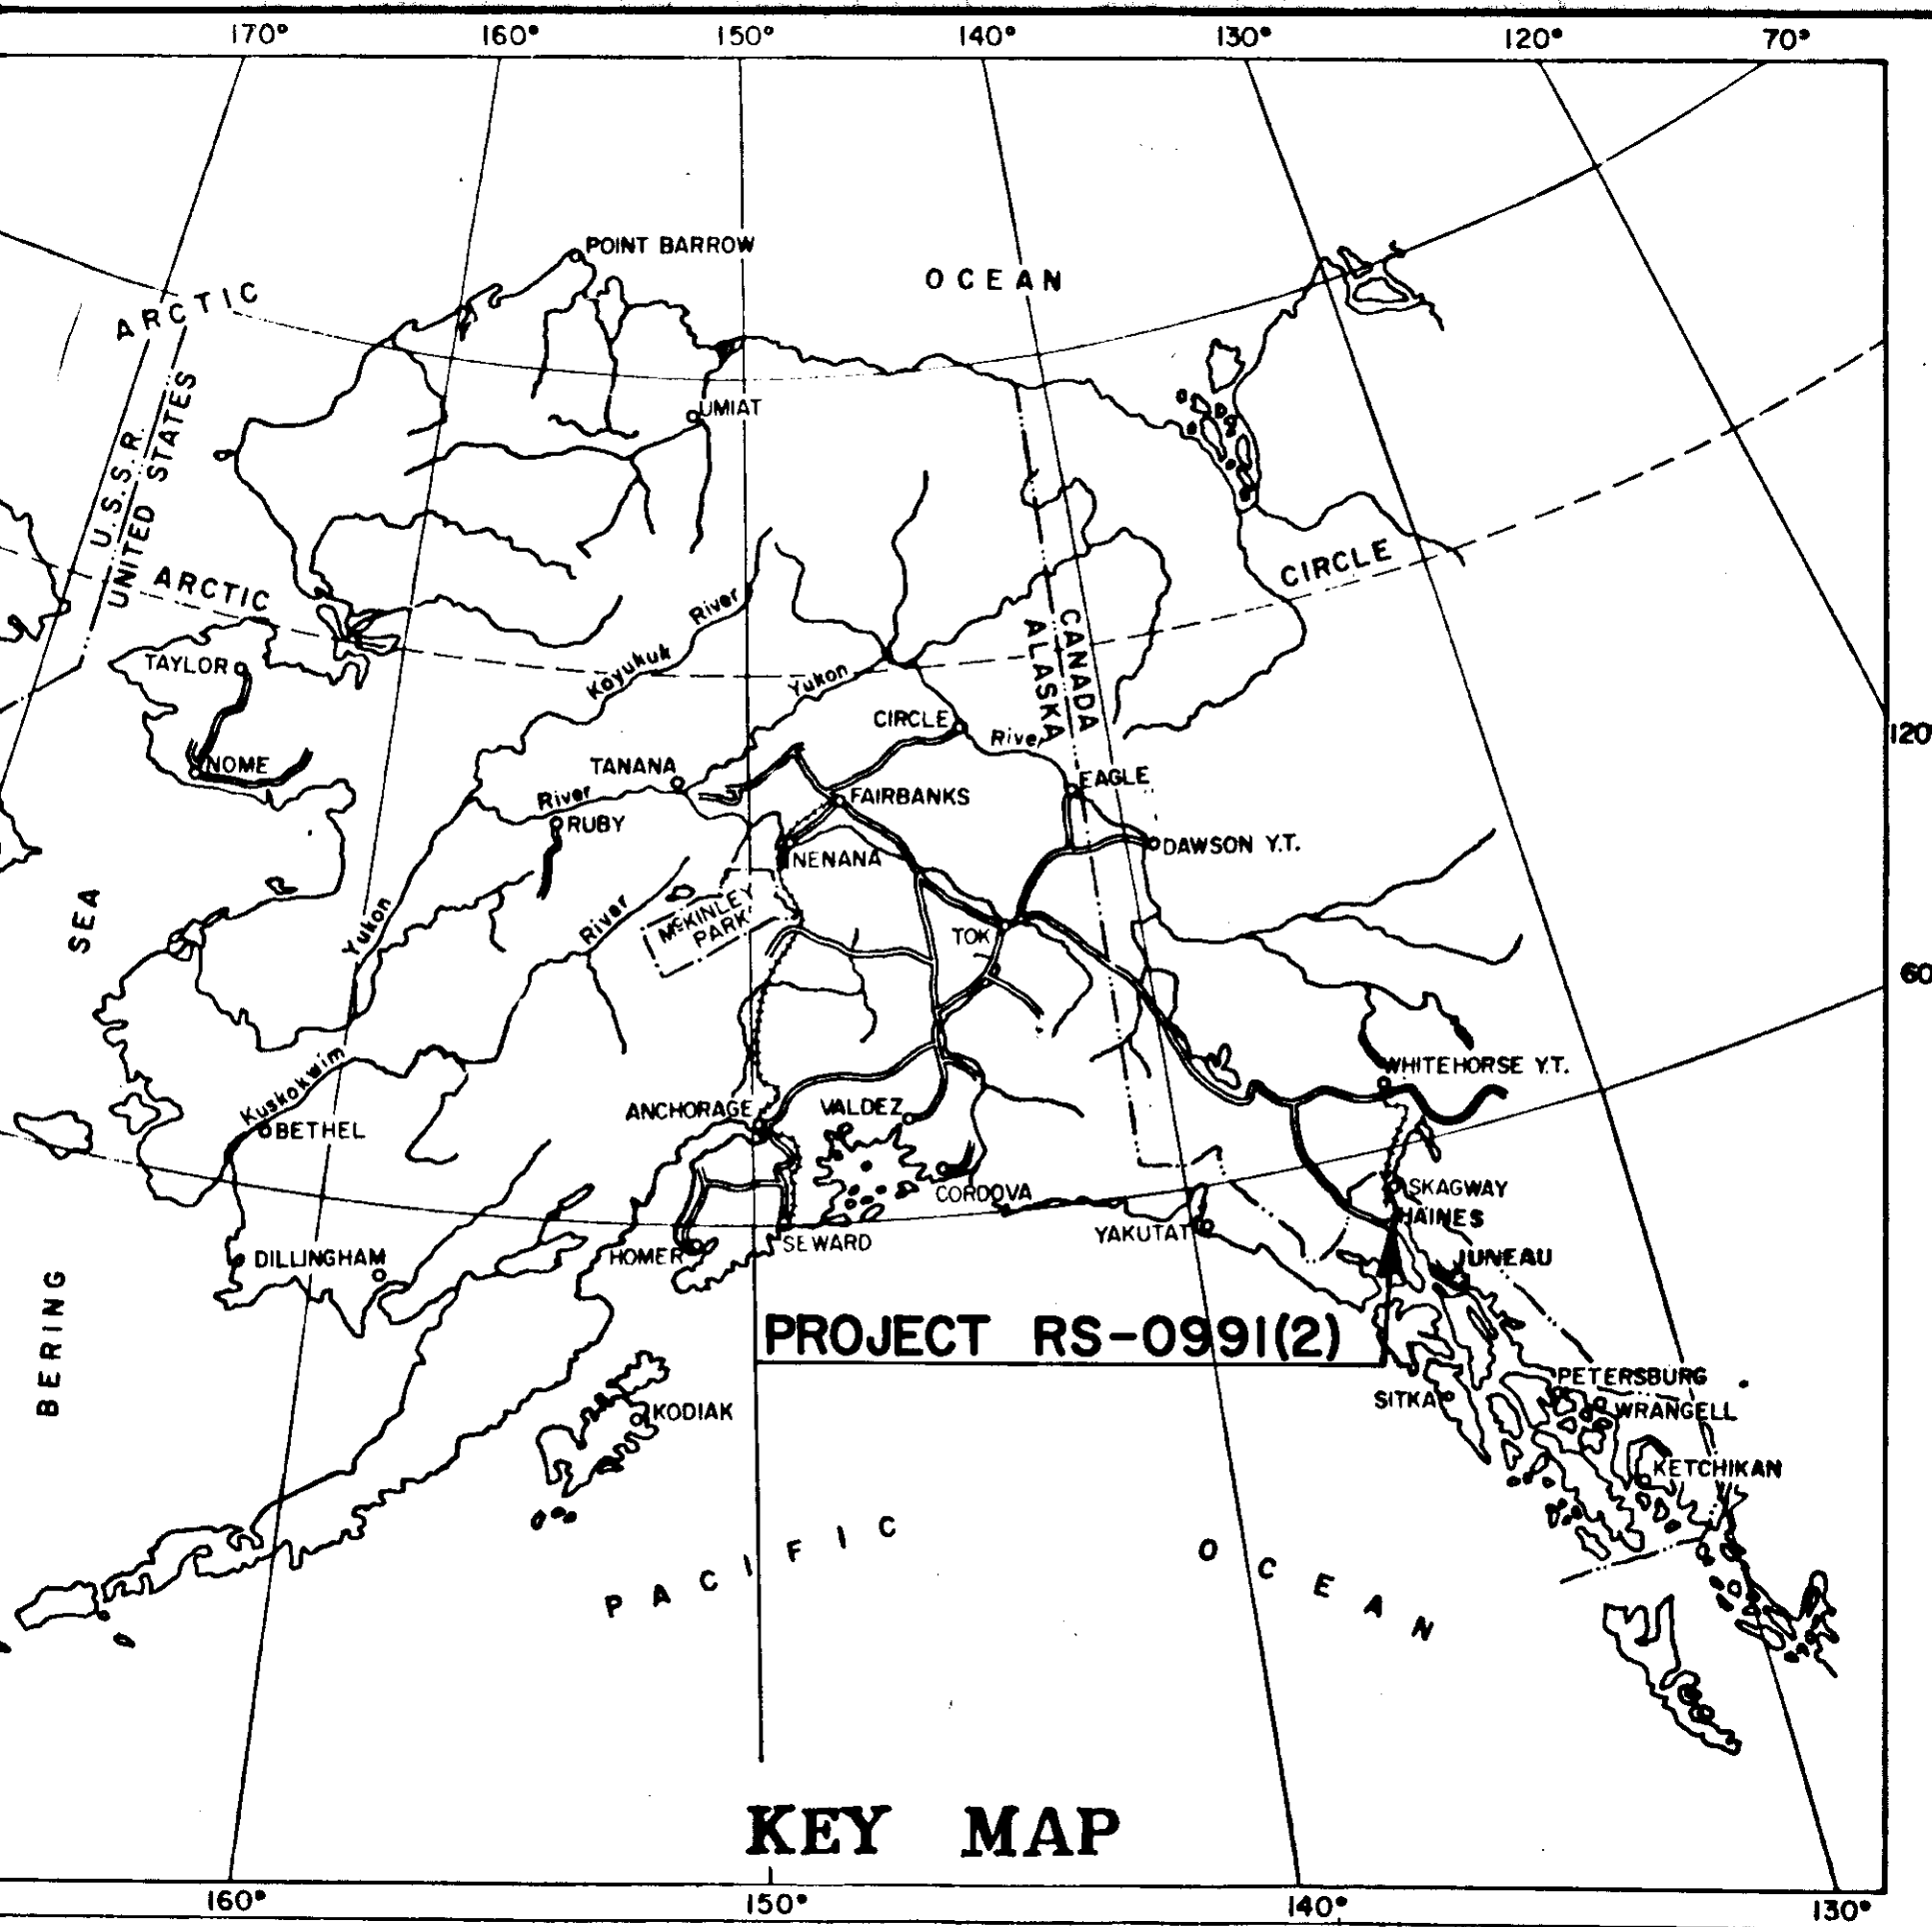 170° 160° 150° 140° 130° 120° 70°
POINT BARROW
OCEAN
ARCTIC
UMIAT
U.S.S.R.
UNITED STATES
ARCTIC
CIRCLE
River
Koyukuk
Yukon
CANADA
ALASKA
TAYLOR
CIRCLE
River
120°
NOME
TANANA
EAGLE
River
FAIRBANKS
RUBY
DAWSON Y.T.
NENANA
SEA
Yukon
River
McKINLEY
PARK
TOK
60
Kuskokwim
WHITEHORSE Y.T.
ANCHORAGE
VALDEZ
BETHEL
SKAGWAY
CORDOVA
HAINES
YAKUTAT
SEWARD
DILLINGHAM
HOMER
JUNEAU
BERING
PROJECT RS-0991(2)
PETERSBURG
SITKA
WRANGELL
KODIAK
KETCHIKAN
PACIFIC OCEAN
KEY MAP
160° 150° 140° 130°